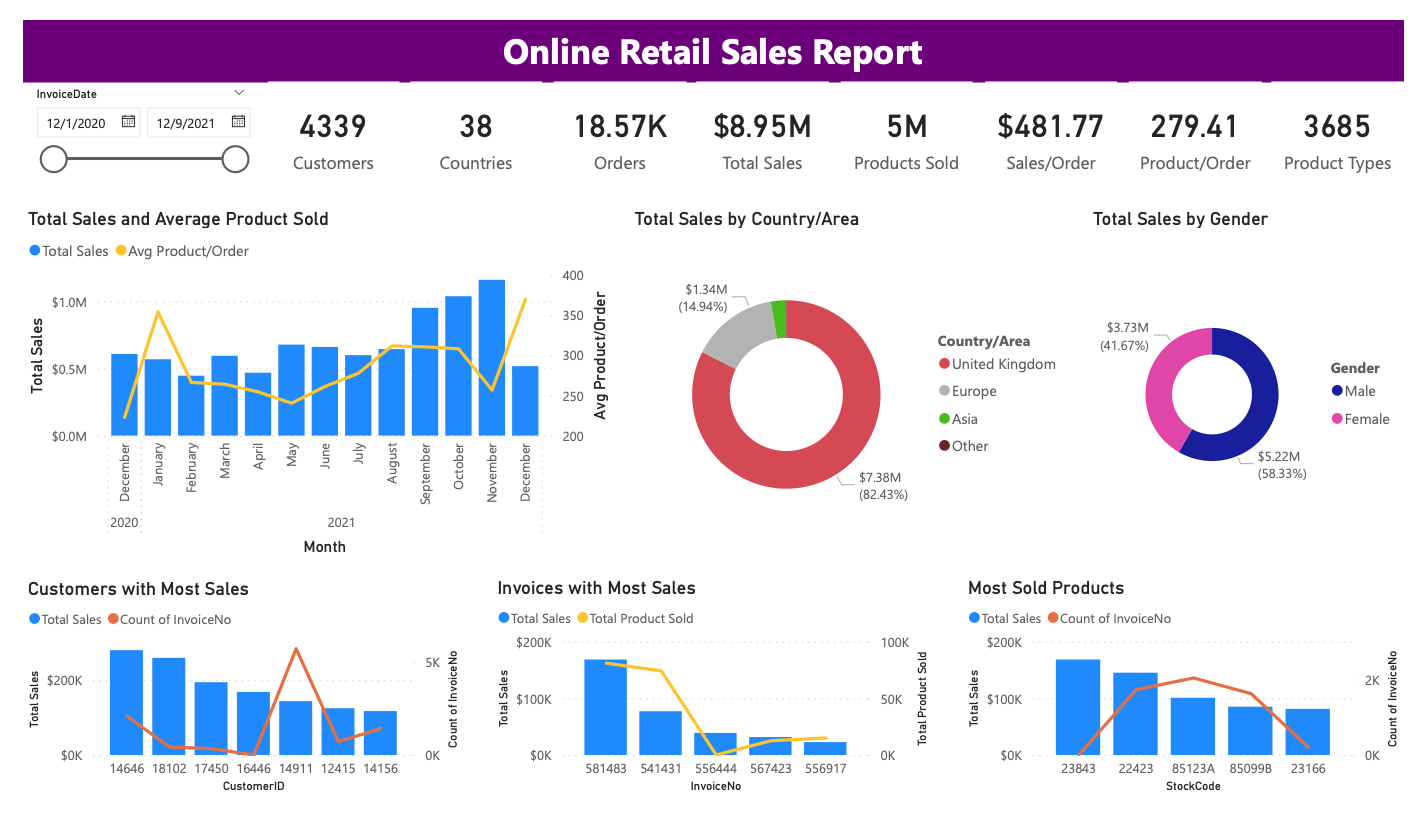 Online Retail Sales Report
InvoiceDate
12/1/2020 12/9/2021
4339 38 18.57K $8.95M 5M $481.77 279.41 3685
Customers Countries Orders Total Sales Products Sold Sales/Order Product/Order Product Types
Total Sales and Average Product Sold
Total Sales Avg Product/Order
$1.0M
$0.5M
$0.0M
Total Sales
400
350
300
250
200
Avg Product/Order
December January February March April May June July August September October November December
2020 2021
Month
Total Sales by Country/Area
$1.34M
(14.94%)
$7.38M
(82.43%)
Country/Area
United Kingdom
Europe
Asia
Other
Total Sales by Gender
$3.73M
(41.67%)
$5.22M
(58.33%)
Gender
Male
Female
Customers with Most Sales
Total Sales Count of InvoiceNo
$200K
$0K
Total Sales
5K
0K
Count of InvoiceNo
14646 18102 17450 16446 14911 12415 14156
CustomerID
Invoices with Most Sales
Total Sales Total Product Sold
$200K
$100K
$0K
Total Sales
100K
50K
0K
Total Product Sold
581483 541431 556444 567423 556917
InvoiceNo
Most Sold Products
Total Sales Count of InvoiceNo
$200K
$100K
$0K
Total Sales
2K
0K
Count of InvoiceNo
23843 22423 85123A 85099B 23166
StockCode